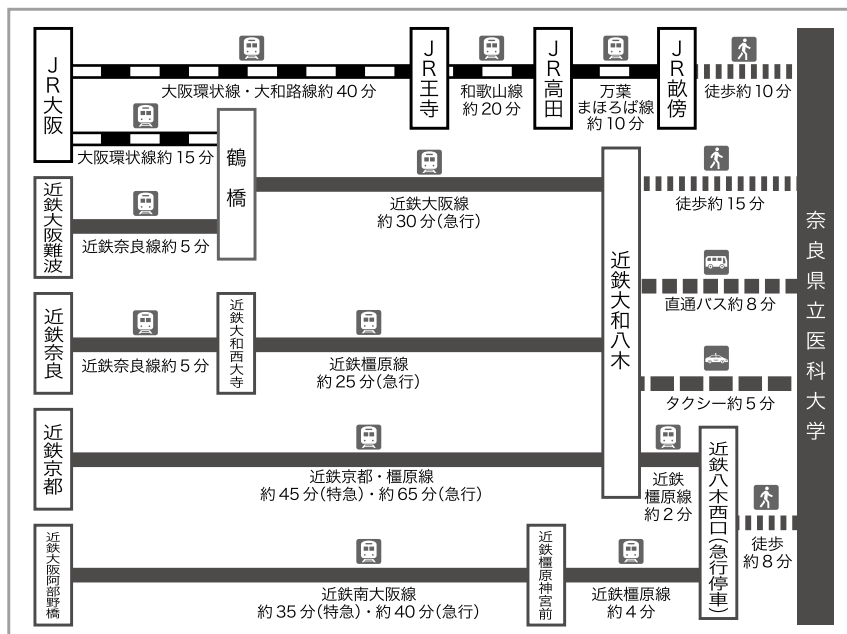 JR大阪
大阪環状線・大和路線約40分
JR王寺
和歌山線
約20分
JR高田
万葉
まほろば線
約10分
JR畝傍
徒歩約10分
大阪環状線約15分
鶴橋
近鉄大阪難波
近鉄奈良線約5分
近鉄大阪線
約30分(急行)
近鉄大和八木
徒歩約15分
直通バス約8分
タクシー約5分
近鉄奈良
近鉄奈良線約5分
近鉄大和西大寺
近鉄橿原線
約25分(急行)
近鉄京都
近鉄京都・橿原線
約45分(特急)・約65分(急行)
近鉄
橿原線
約2分
近鉄八木西口(急行停車)
徒歩
約8分
近鉄大阪阿部野橋
近鉄南大阪線
約35分(特急)・約40分(急行)
近鉄橿原神宮前
近鉄橿原線
約4分
奈良県立医科大学